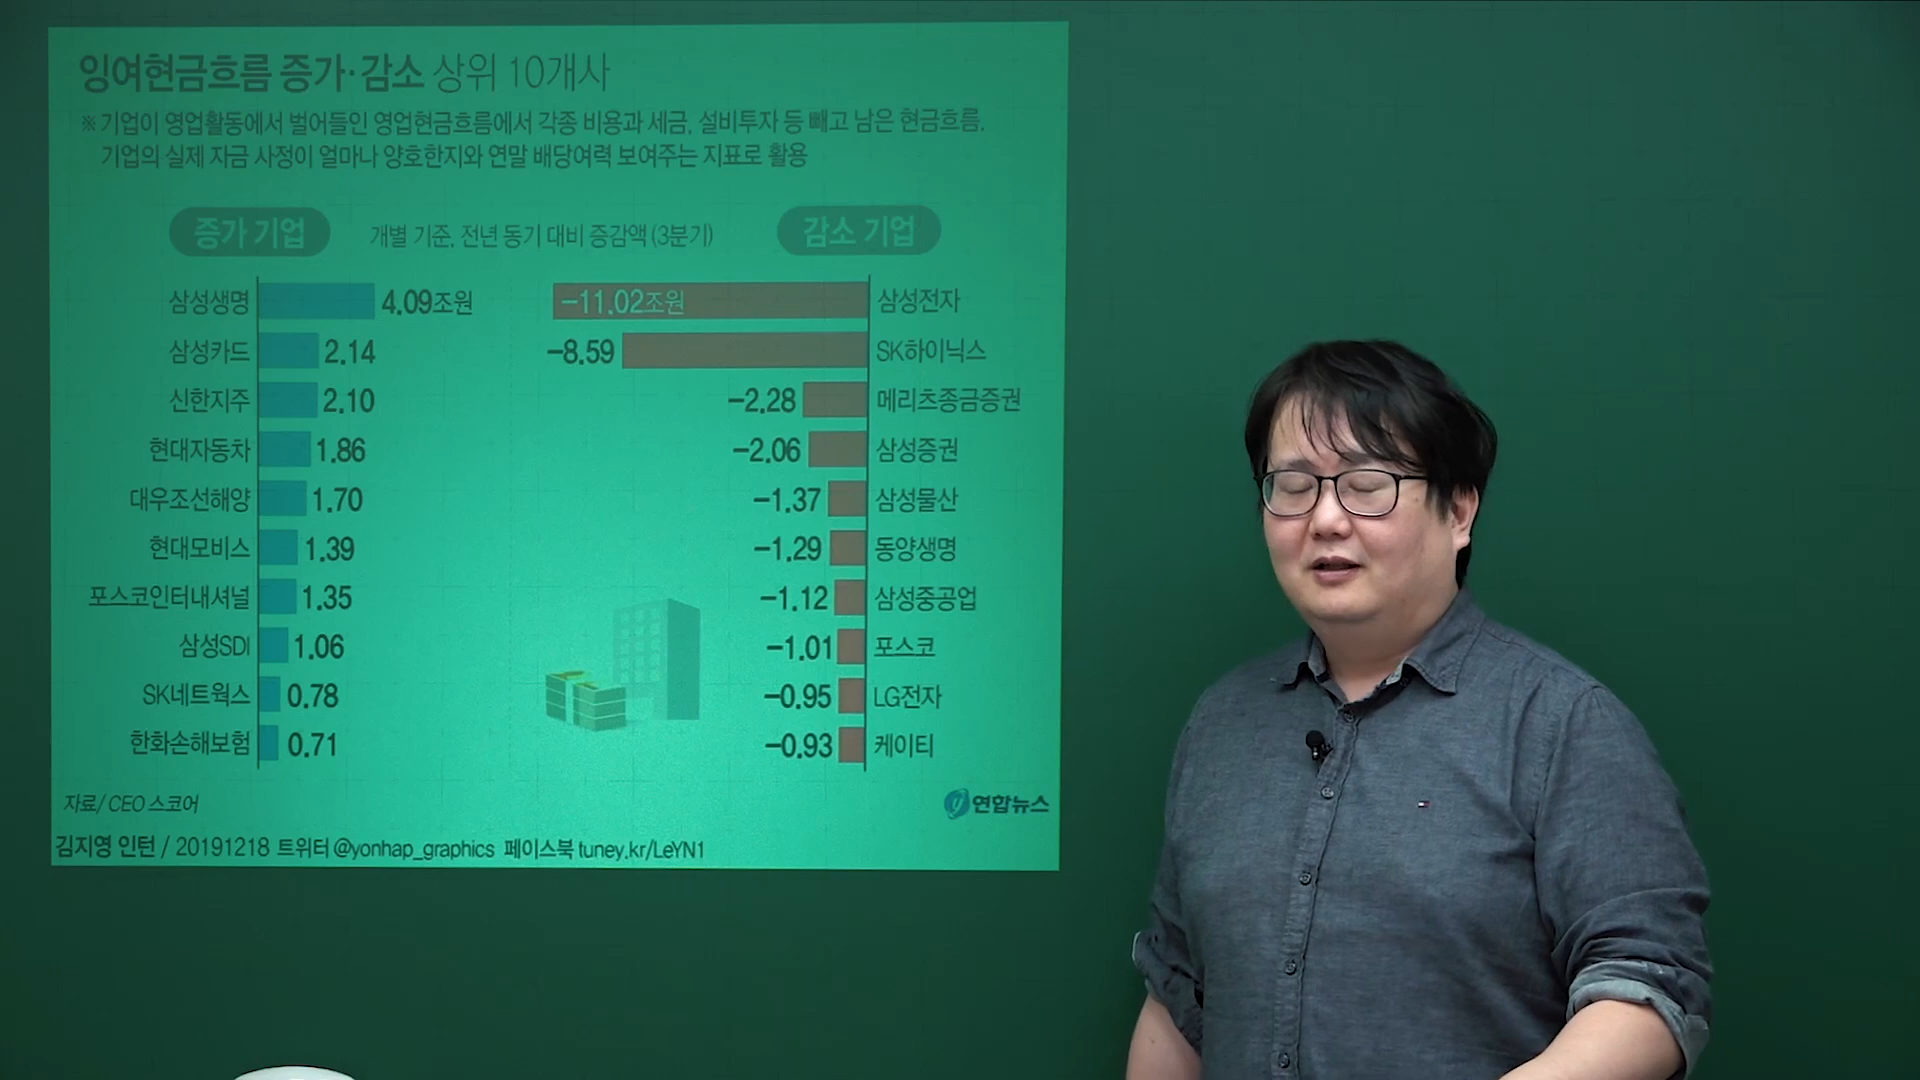 잉여현금흐름 증가·감소 상위 10개사
※ 기업이 영업활동에서 벌어들인 영업현금흐름에서 각종 비용과 세금, 설비투자 등 빼고 남은 현금흐름.
기업의 실제 자금 사정이 얼마나 양호한지와 연말 배당여력 보여주는 지표로 활용
증가 기업
개별 기준, 전년 동기 대비 증감액 (3분기)
감소 기업
삼성생명 4.09조원
삼성카드 2.14
신한지주 2.10
현대자동차 1.86
대우조선해양 1.70
현대모비스 1.39
포스코인터내셔널 1.35
삼성SDI 1.06
SK네트웍스 0.78
한화손해보험 0.71
-11.02조원 삼성전자
-8.59 SK하이닉스
-2.28 메리츠종금증권
-2.06 삼성증권
-1.37 삼성물산
-1.29 동양생명
-1.12 삼성중공업
-1.01 포스코
-0.95 LG전자
-0.93 케이티
자료/ CEO 스코어
연합뉴스
김지영 인턴 / 20191218 트위터 @yonhap_graphics 페이스북 tuney.kr/LeYN1